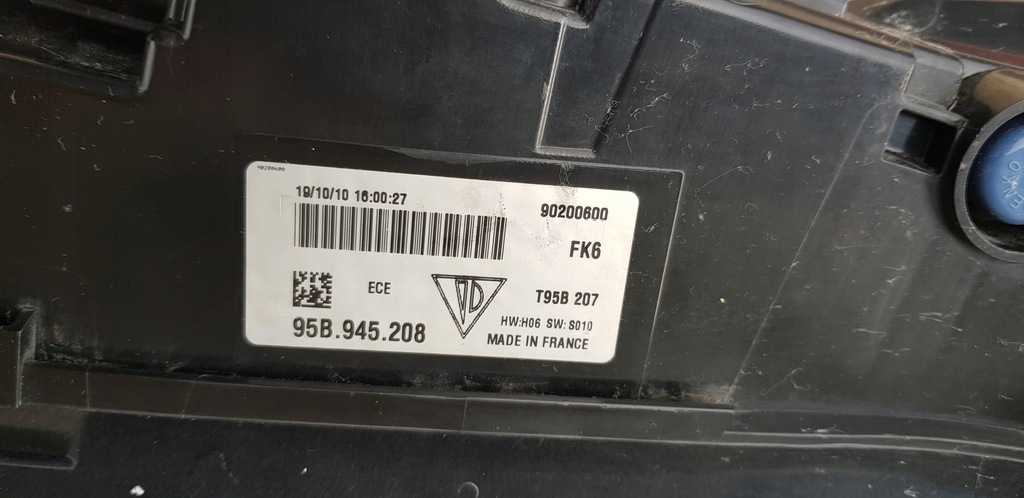 90200600
19/10/10 16:00:27
90200600
FK6
ECE
T95B 207
HW:H06 SW:S010
95B.945.208
MADE IN FRANCE